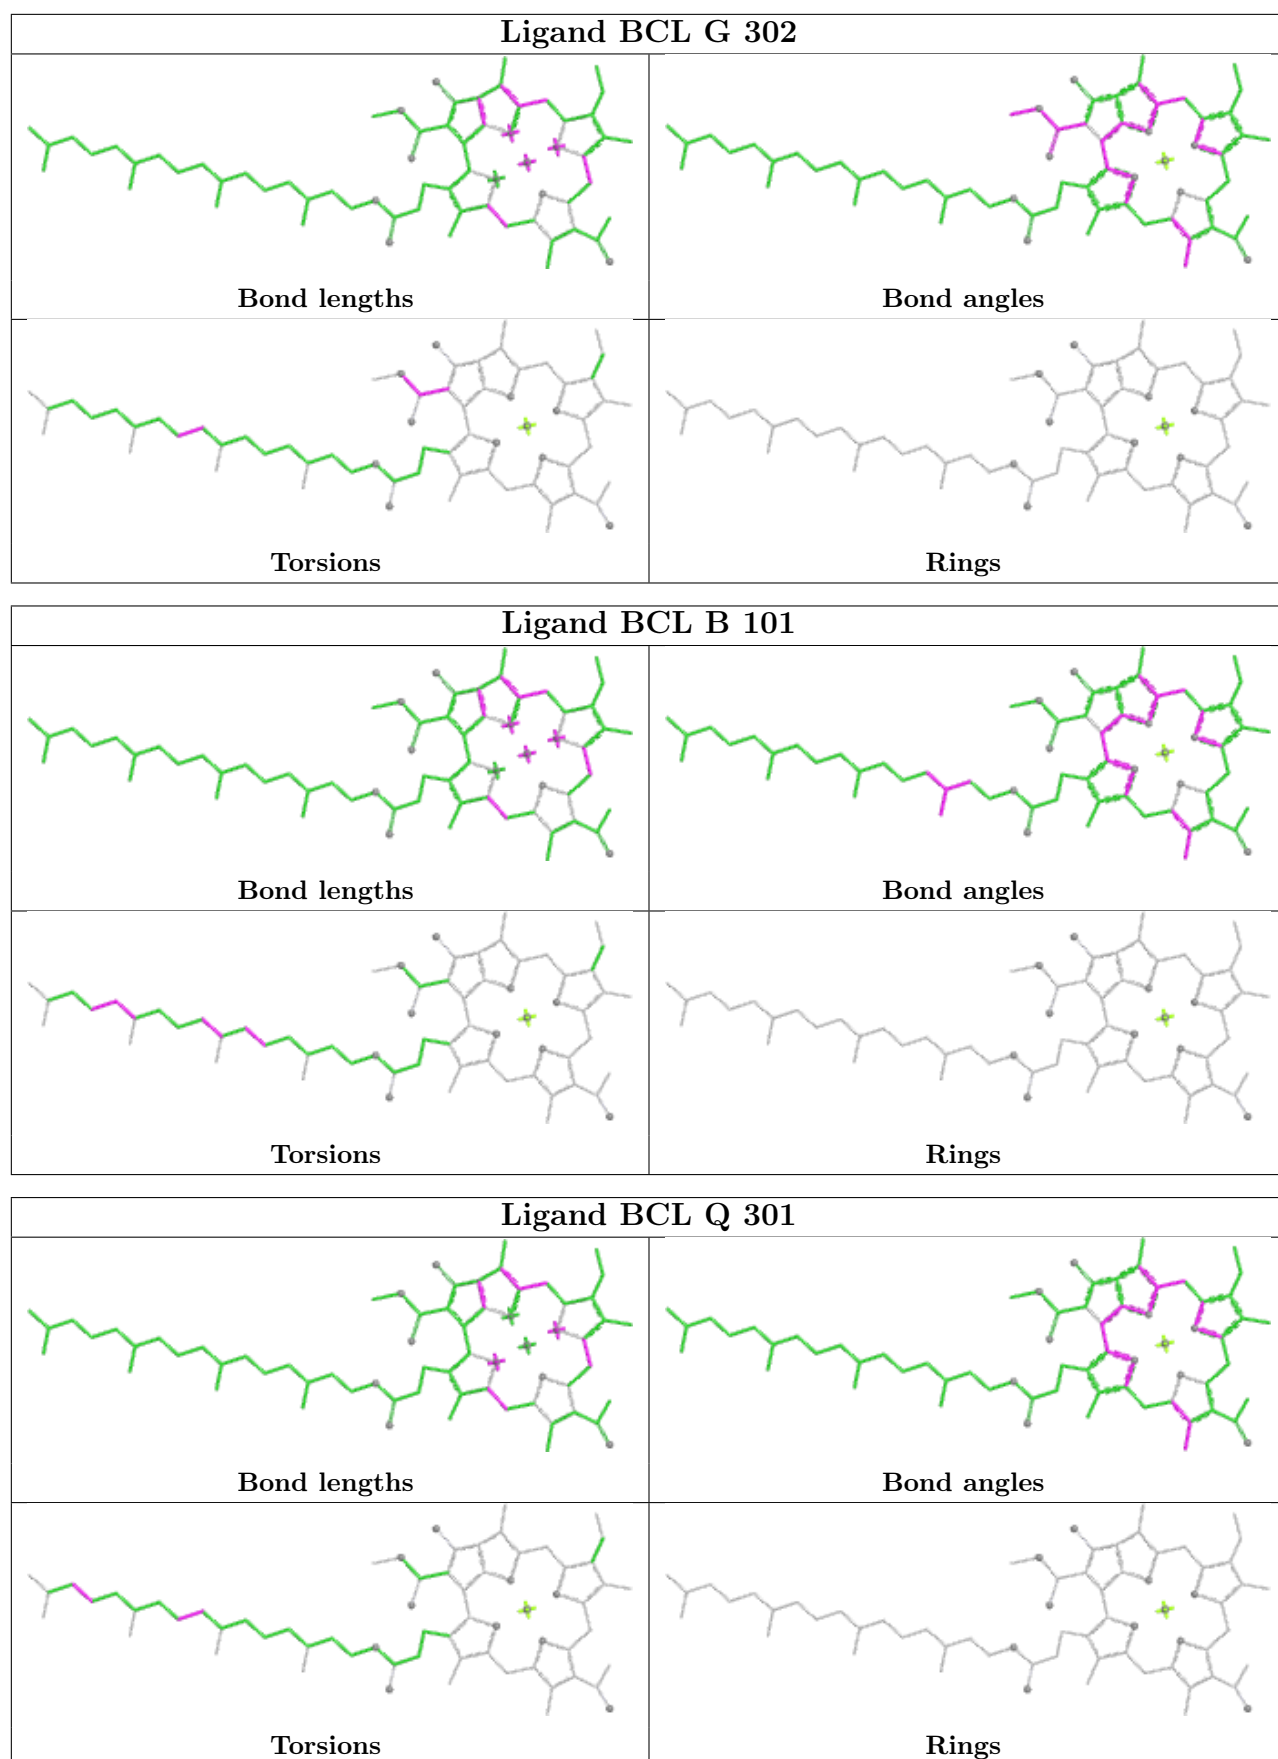 Ligand BCL G 302
Bond lengths
Bond angles
Torsions
Rings
Ligand BCL B 101
Bond lengths
Bond angles
Torsions
Rings
Ligand BCL Q 301
Bond lengths
Bond angles
Torsions
Rings